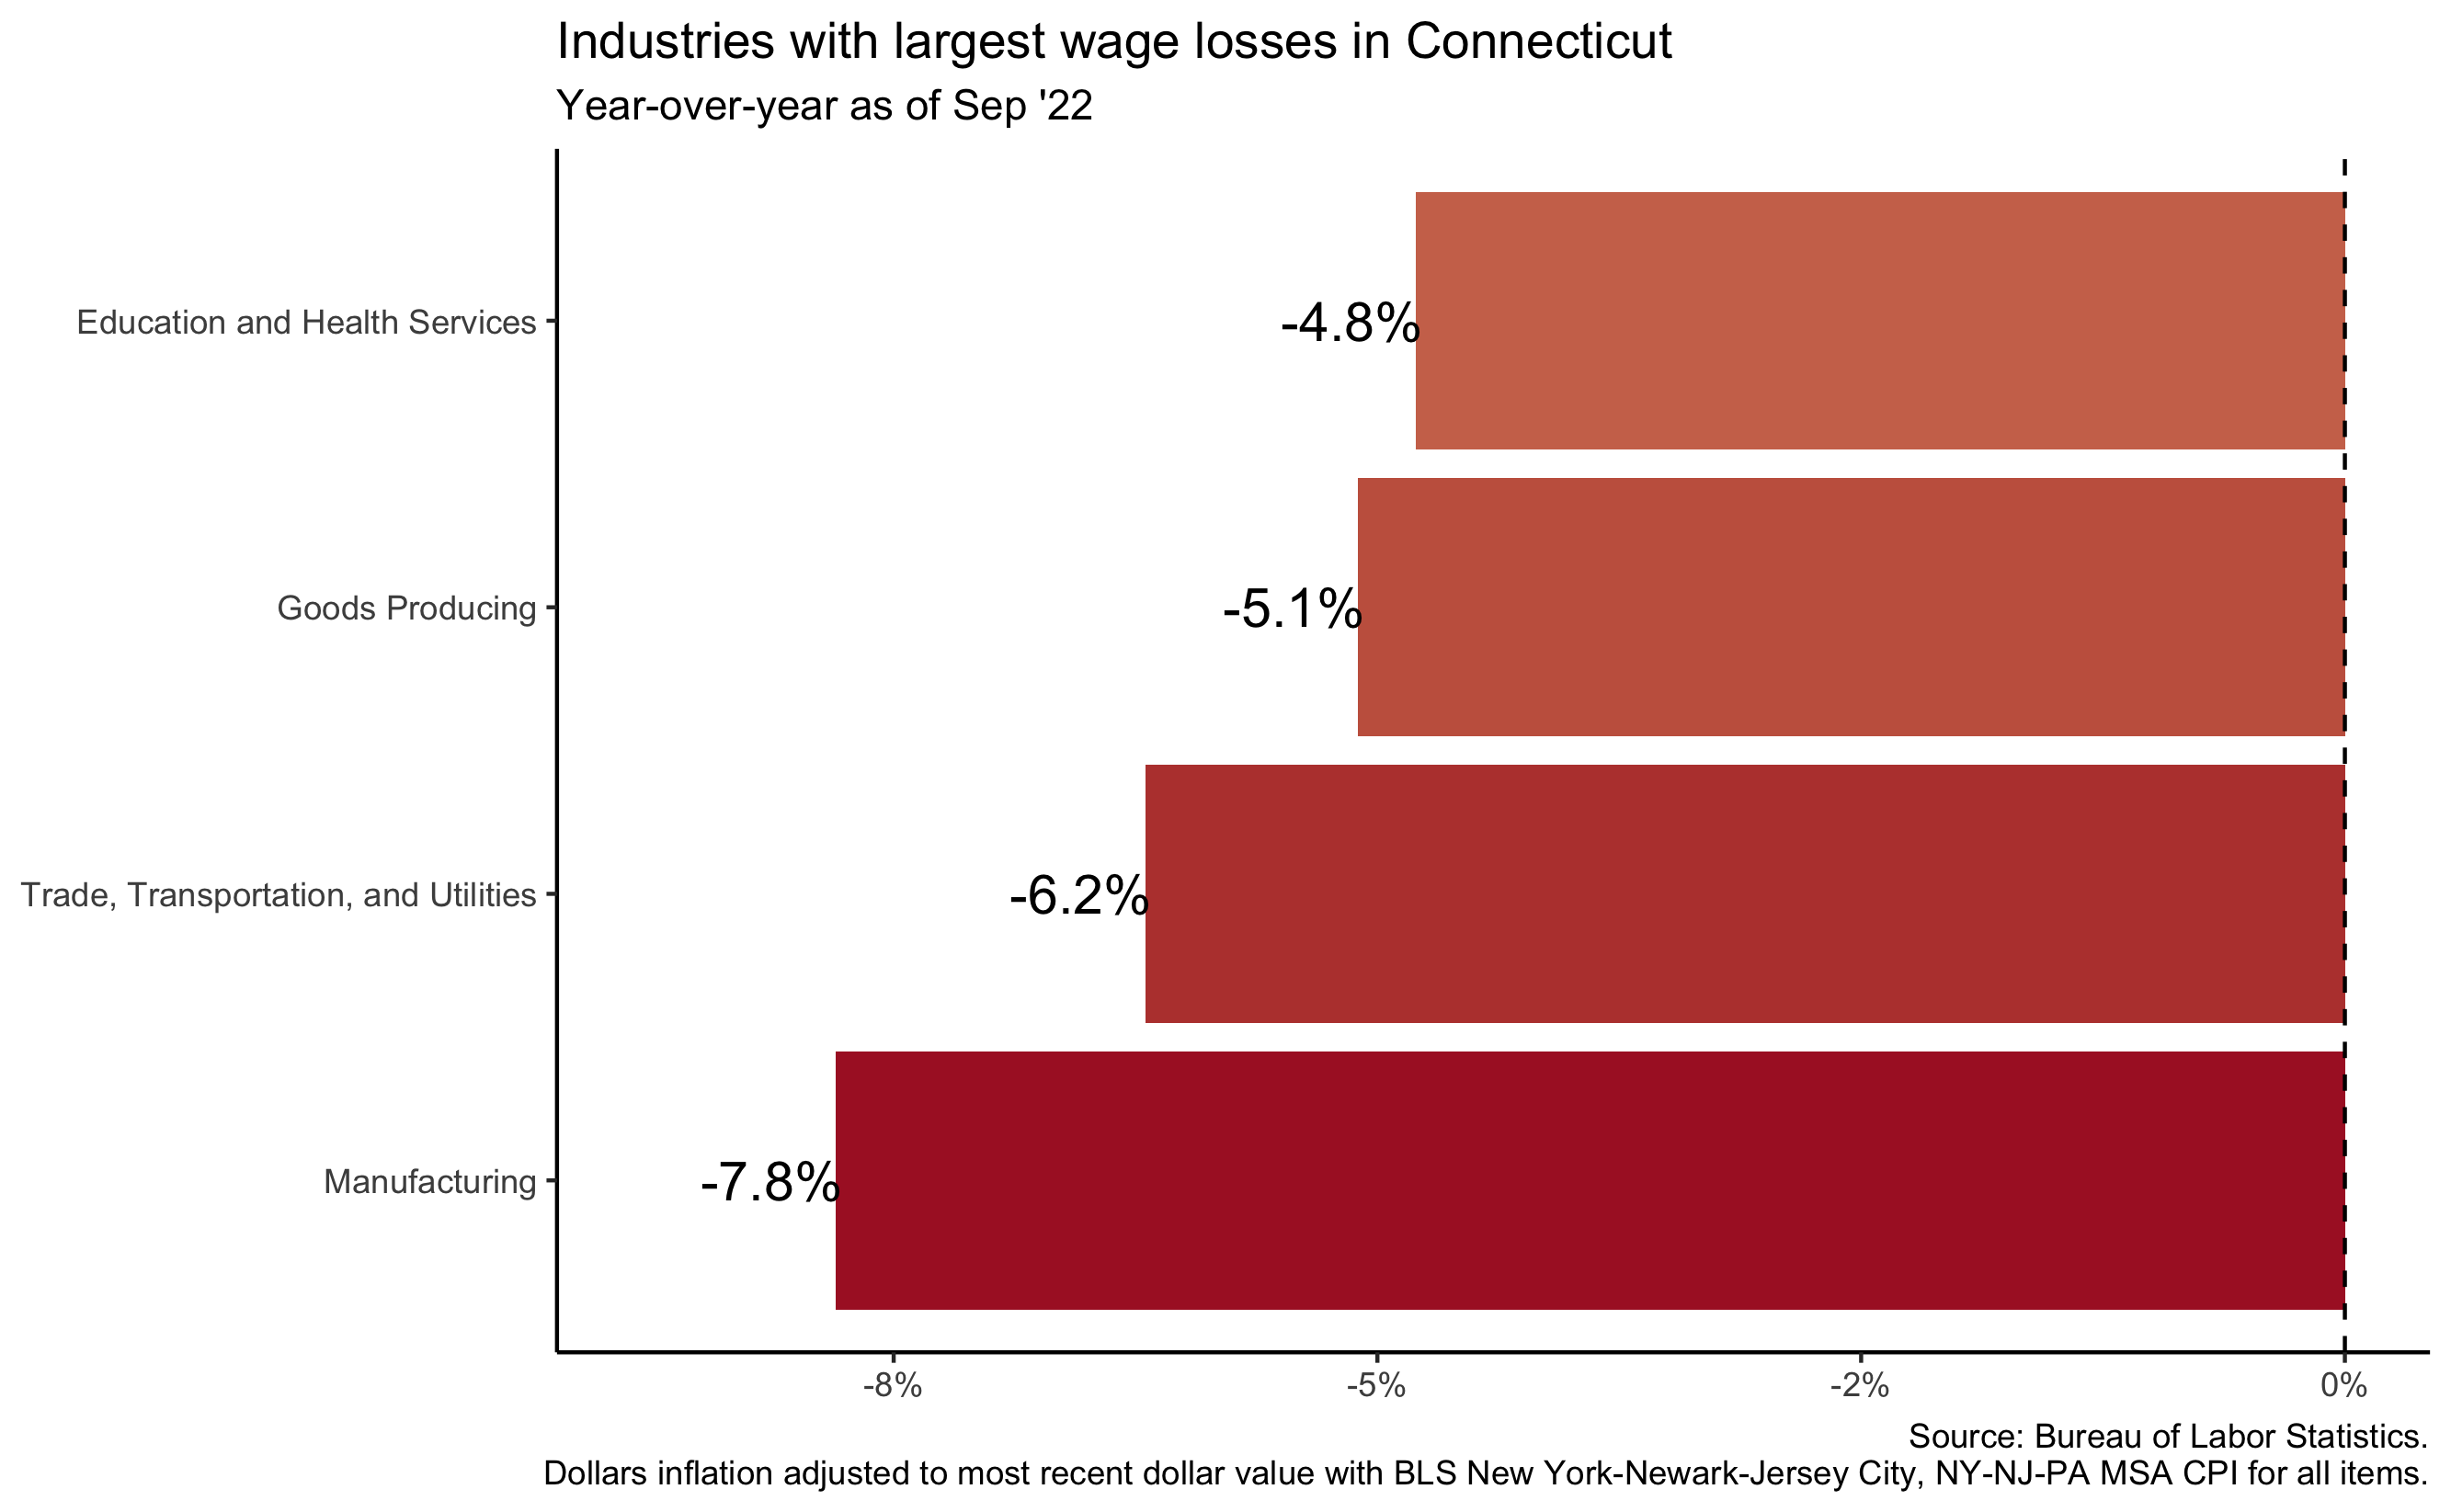 Industries with largest wage losses in Connecticut
Year-over-year as of Sep '22
Education and Health Services
-4.8%
Goods Producing
-5.1%
Trade, Transportation, and Utilities
-6.2%
Manufacturing
-7.8%
-8%
-5%
-2%
0%
Source: Bureau of Labor Statistics.
Dollars inflation adjusted to most recent dollar value with BLS New York-Newark-Jersey City, NY-NJ-PA MSA CPI for all items.